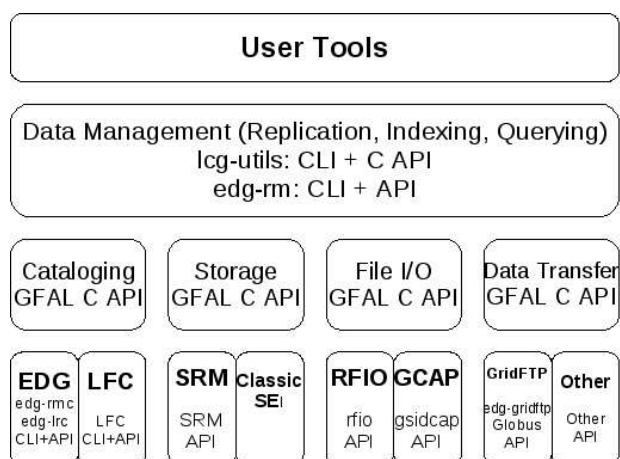 User Tools
Data Management (Replication, Indexing, Querying)
lcg-utils: CLI + C API
edg-rm: CLI + API
Cataloging
GFAL C API
Storage
GFAL C API
File I/O
GFAL C API
Data Transfer
GFAL C API
EDG
edg-rmc
edg-lrc
CLI+API
LFC
LFC
CLI+API
SRM
SRM
API
Classic
SEI
RFIO
rfio
API
GCAP
gsidcap
API
GridFTP
edg-gridftp
Globus
API
Other
Other
API